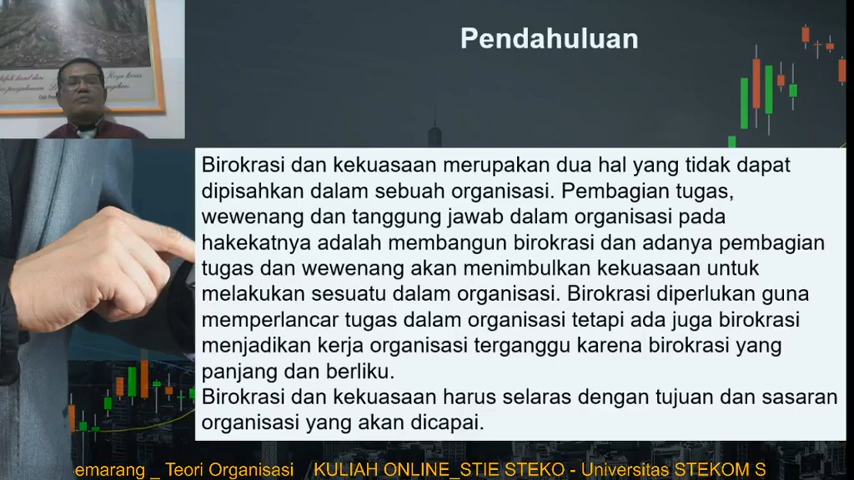 Pendahuluan
Birokrasi dan kekuasaan merupakan dua hal yang tidak dapat
dipisahkan dalam sebuah organisasi. Pembagian tugas,
wewenang dan tanggung jawab dalam organisasi pada
hakekatnya adalah membangun birokrasi dan adanya pembagian
tugas dan wewenang akan menimbulkan kekuasaan untuk
melakukan sesuatu dalam organisasi. Birokrasi diperlukan guna
memperlancar tugas dalam organisasi tetapi ada juga birokrasi
menjadikan kerja organisasi terganggu karena birokrasi yang
panjang dan berliku.
Birokrasi dan kekuasaan harus selaras dengan tujuan dan sasaran
organisasi yang akan dicapai.
emarang _ Teori Organisasi KULIAH ONLINE_STIE STEKO - Universitas STEKOM S